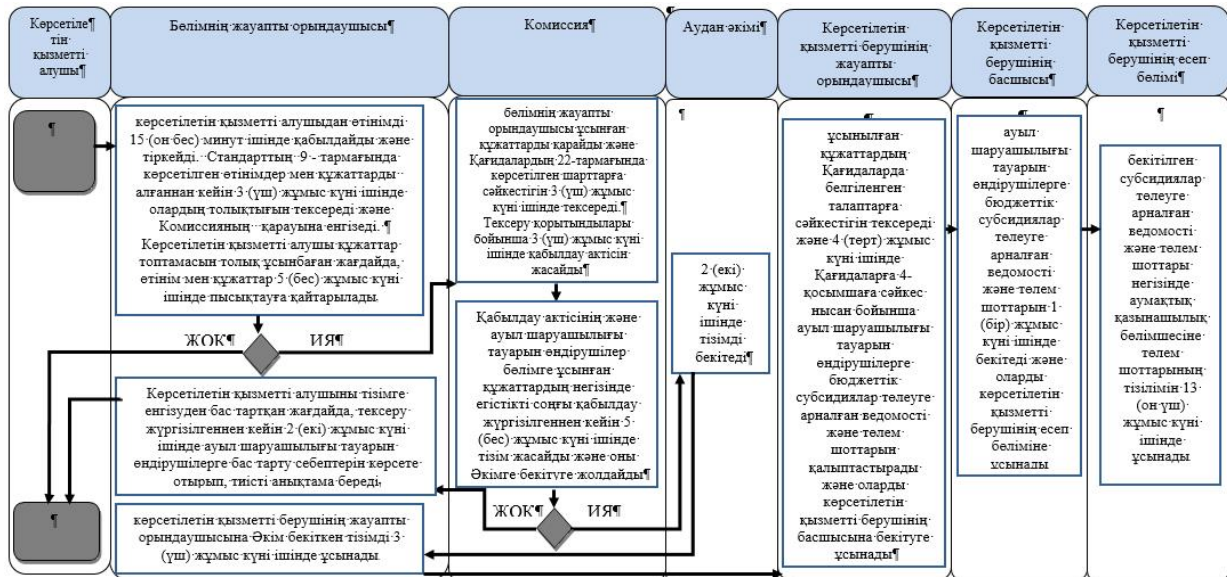 Көрсетіле
тін
қызметті
алушы
Бөлімнің жауапты орындаушысы
Комиссия
Аудан әкімі
Көрсетілетін
қызметті
берушінің
жауапты
орындаушысы
Көрсетілетін
қызметті
берушінің
басшысы
Көрсетілетін
қызметті
берушінің есеп
бөлімі
көрсетілетін қызметті алушыдан өтінімді
15 (он бес) минут ішінде қабылдайды және
тіркейді. Стандарттың 9 - тармағында
көрсетілген өтінімдер мен құжаттарды
алғаннан кейін 3 (үш) жұмыс күні ішінде
олардың толықтығын тексереді және
Комиссияның қарауына енгізеді.
Көрсетілетін қызметті алушы құжаттар
топтамасын толық ұсынбаған жағдайда,
өтінім мен құжаттар 5 (бес) жұмыс күні
ішінде пысықтауға қайтарылады
ЖОК
ИЯ
Көрсетілетін қызметті алушыны тізімге
енгізуден бас тартқан жағдайда, тексеру
жүргізілгеннен кейін 2 (екі) жұмыс күні
ішінде ауыл шаруашылығы тауарын
өндірушілерге бас тарту себептерін көрсете
отырып, тиісті анықтама береді,
көрсетілетін қызметті берушінің жауапты
орындаушысына Әкім бекіткен тізімді 3
(үш) жұмыс күні ішінде ұсынады
бөлімнің жауапты
орындаушысы ұсынған
құжаттарды қарайды және
Қағидалардың 22-тармағында
көрсетілген шарттарға
сәйкестігін 3 (үш) жұмыс
күні ішінде тексереді.
Тексеру қорытындылары
бойынша 3 (үш) жұмыс күні
ішінде қабылдау актісін
жасайды
Қабылдау актісінің және
ауыл шаруашылығы
тауарын өндірушілер
бөлімге ұсынған
құжаттардың негізінде
егістікті соңғы қабылдау
жүргізілгеннен кейін 5
(бес) жұмыс күні ішінде
тізім жасайды және оны
Әкімге бекітуге жолдайды
ЖОК
ИЯ
2 (екі)
жұмыс
күні
ішінде
тізімді
бекітеді
ұсынылған
құжаттардың
Қағидаларда
белгіленген
талаптарға
сәйкестігін тексереді
және 4 (төрт) жұмыс
күні ішінде
Қағидаларға 4-
қосымшаға сәйкес
нысан бойынша
ауыл шаруашылығы
тауарын
өндірушілерге
бюджеттік
субсидиялар төлеуге
арналған ведомості
және төлем
шоттарын
қалыптастырады
және оларды
көрсетілетін
қызметті берушінің
басшысына бекітуге
ұсынады
ауыл
шаруашылығы
тауарын
өндірушілерге
бюджеттік
субсидиялар
төлеуге
арналған
ведомості
және төлем
шоттарын 1
(бір) жұмыс
күні ішінде
бекітеді және
оларды
көрсетілетін
қызметті
берушінің есеп
бөліміне
ұсынады
бекітілген
субсидиялар
төлеуге
арналған
ведомості
және төлем
шоттары
негізінде
аумақтық
қазынашылық
бөлімшесіне
төлем
шоттарының
тізілімін 13
(он үш)
жұмыс күні
ішінде
ұсынады